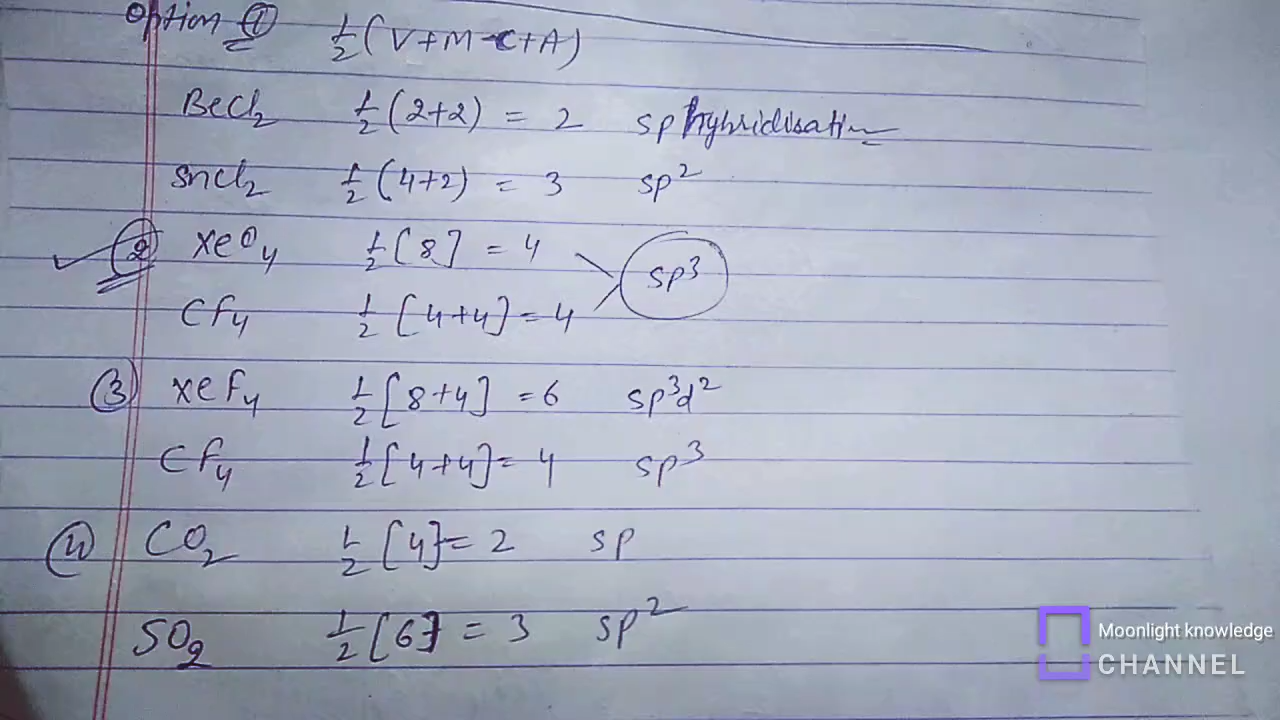 Option ① ½(V+M-C+A)
BeCl₂ ½(2+2) = 2 sp hybridisation
SnCl₂ ½(4+2) = 3 sp²
② XeO₄ ½[8] = 4
sp³
CF₄ ½[4+4] = 4
③ XeF₄ ½[8+4] = 6 sp³d²
CF₄ ½[4+4] = 4 sp³
④ CO₂ ½[4] = 2 sp
SO₂ ½[6] = 3 sp²
Moonlight knowledge
CHANNEL